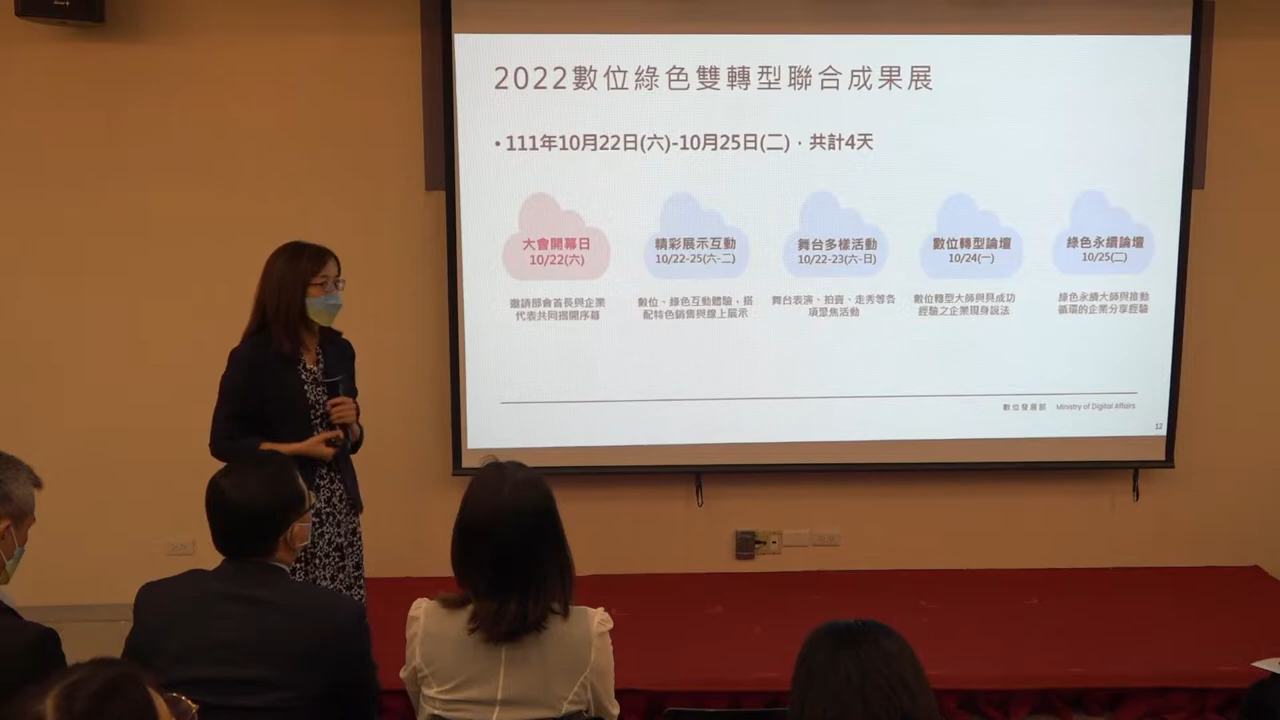 2022數位綠色雙轉型聯合成果展
•111年10月22日(六)-10月25日(二)，共計4天
大會開幕日
10/22(六)
邀請部會首長與企業
代表共同揭開序幕
精彩展示互動
10/22-25(六-二)
數位、綠色互動體驗，搭
配特色銷售與線上展示
舞台多樣活動
10/22-23(六-日)
舞台表演、拍賣、走秀等各
項聚焦活動
數位轉型論壇
10/24(一)
數位轉型大師與具成功
經驗之企業現身說法
綠色永續論壇
10/25(二)
綠色永續大師與推動
循環的企業分享經驗
數位發展部 Ministry of Digital Affairs
12